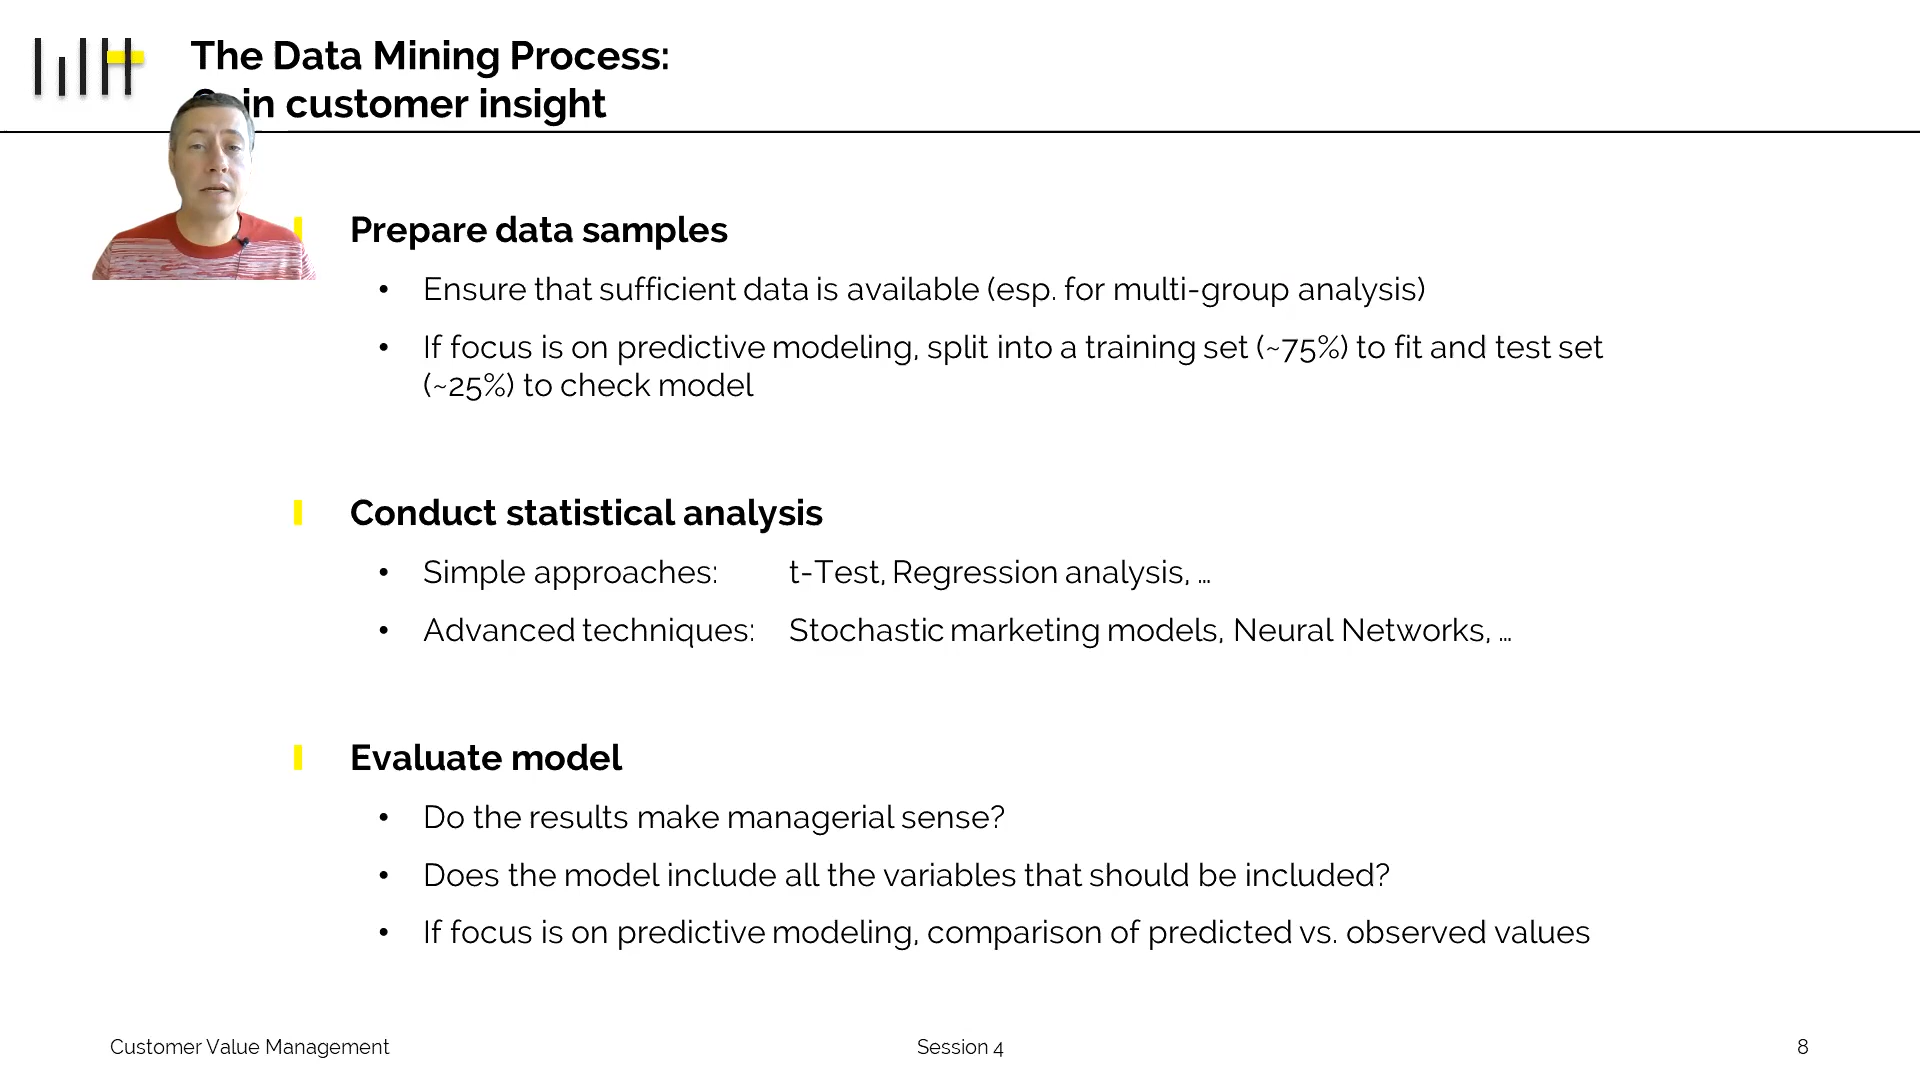 The Data Mining Process:
in customer insight
Prepare data samples
• Ensure that sufficient data is available (esp. for multi-group analysis)
• If focus is on predictive modeling, split into a training set (~75%) to fit and test set
(~25%) to check model
Conduct statistical analysis
• Simple approaches: t-Test, Regression analysis, ...
• Advanced techniques: Stochastic marketing models, Neural Networks, ...
Evaluate model
• Do the results make managerial sense?
• Does the model include all the variables that should be included?
• If focus is on predictive modeling, comparison of predicted vs. observed values
Customer Value Management
Session 4
8